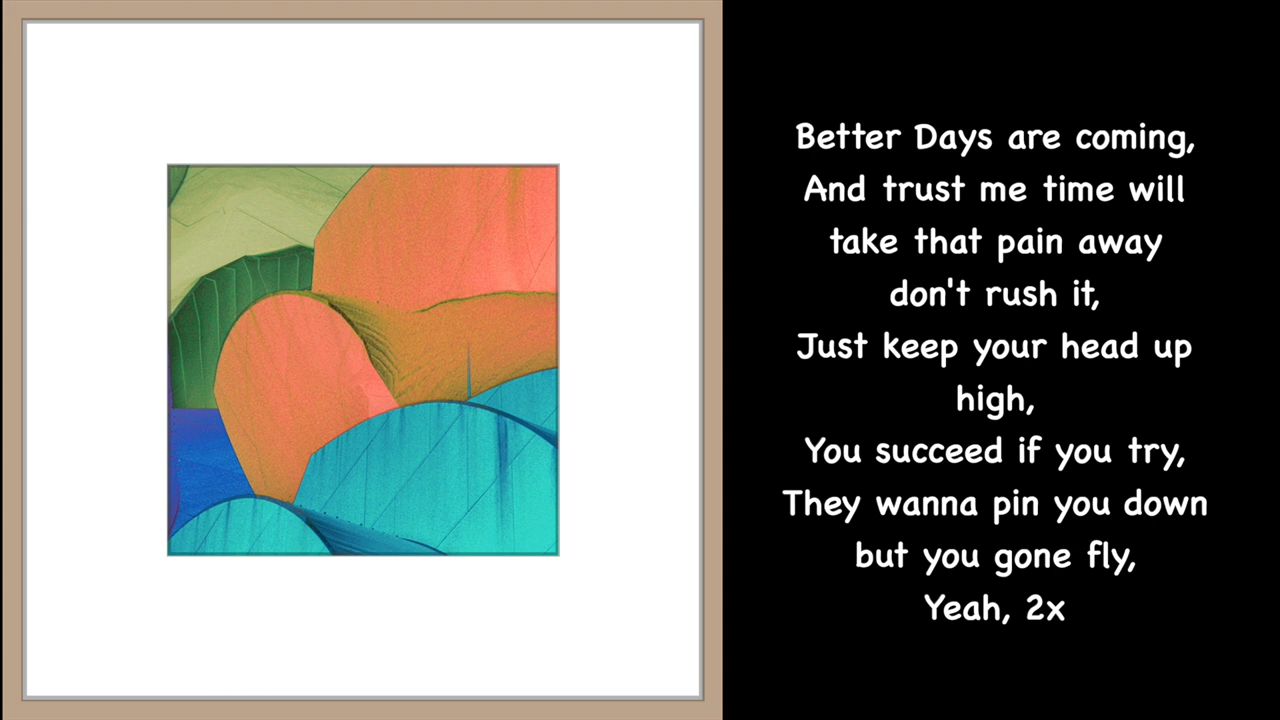 Better Days are coming,
And trust me time will
take that pain away
don't rush it,
Just keep your head up
high,
You succeed if you try,
They wanna pin you down
but you gone fly,
Yeah, 2x